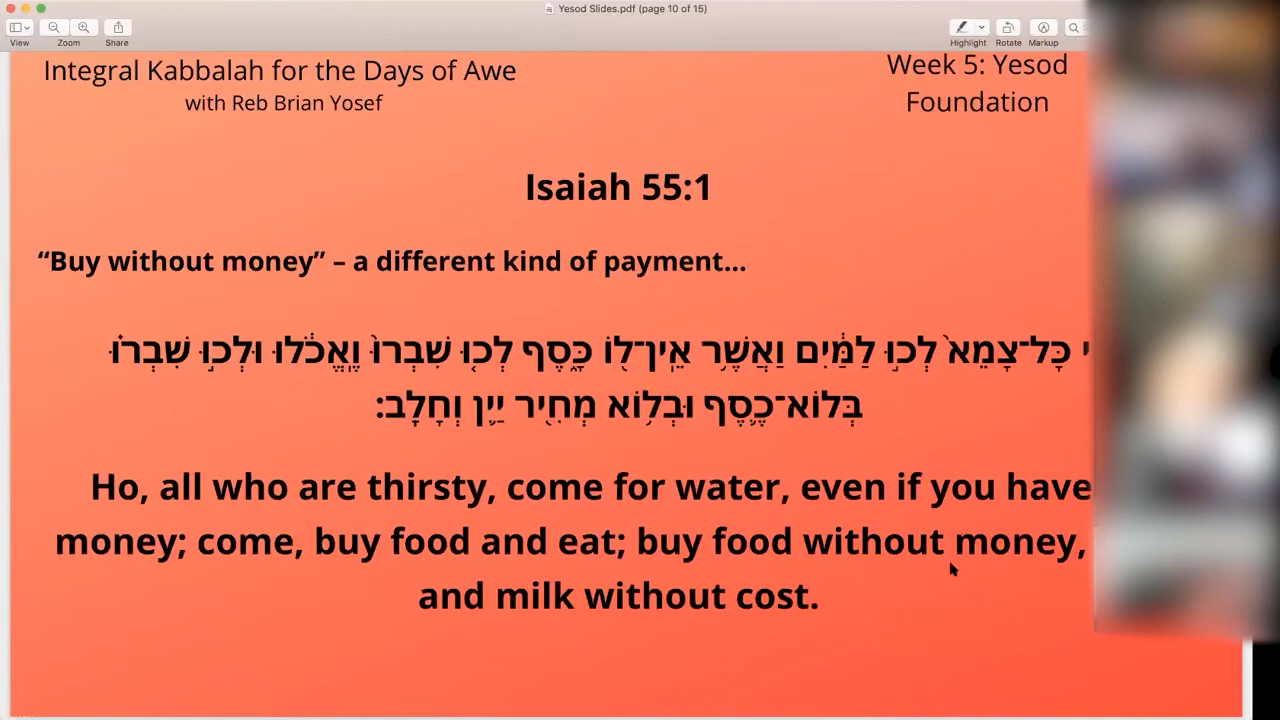 Yesod Slides.pdf (page 10 of 15)
View Zoom Share Highlight Rotate Markup
Integral Kabbalah for the Days of Awe
with Reb Brian Yosef
Week 5: Yesod
Foundation
Isaiah 55:1
“Buy without money” – a different kind of payment...
כׇּל־צָמֵא֙ לְכ֣וּ לַמַּ֔יִם וַאֲשֶׁ֥ר אֵֽין־ל֖וֹ כָּ֑סֶף לְכ֤וּ שִׁבְרוּ֙ וֶֽאֱכֹ֔לוּ וּלְכ֣וּ שִׁבְר֗וּ
בְּלוֹא־כֶ֛סֶף וּבְל֥וֹא מְחִ֖יר יַ֥יִן וְחָלָֽב׃
Ho, all who are thirsty, come for water, even if you have
money; come, buy food and eat; buy food without money,
and milk without cost.